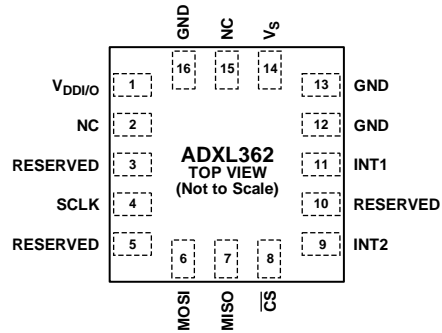 GND NC VS
16 15 14
VDDI/O 1 13 GND
NC 2 12 GND
RESERVED 3 ADXL362 11 INT1
TOP VIEW
(Not to Scale)
SCLK 4 10 RESERVED
RESERVED 5 9 INT2
6 7 8
MOSI MISO C̅S̅